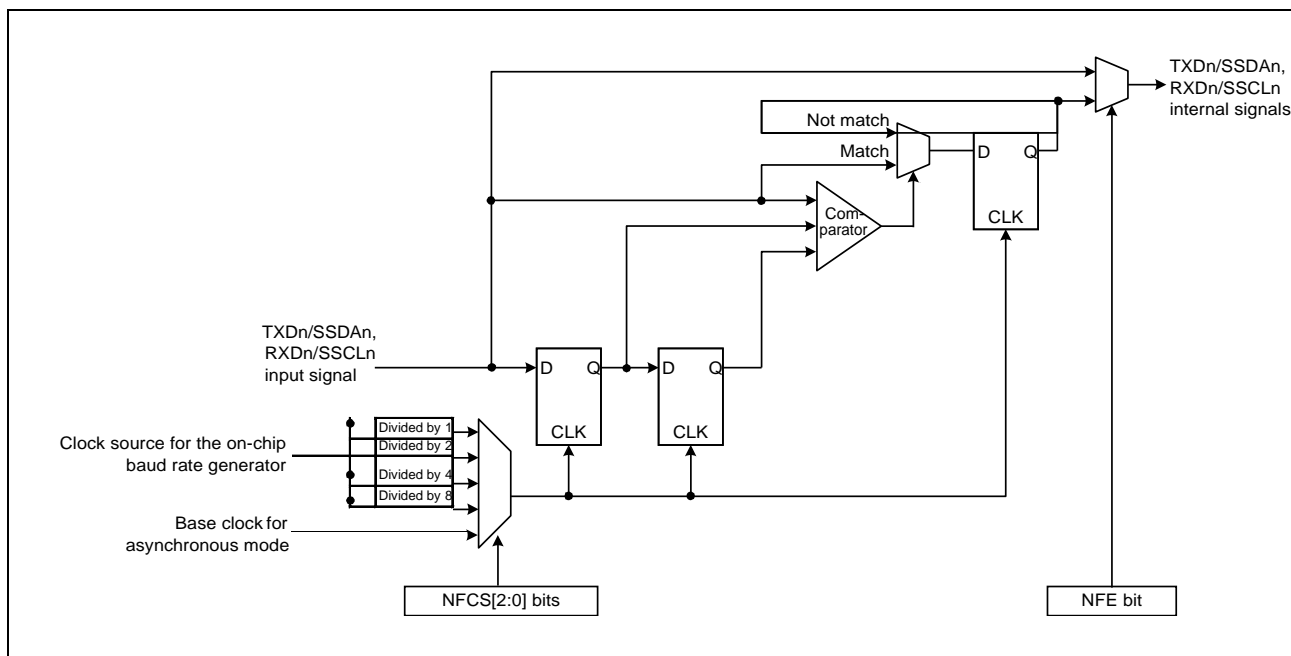 TXDn/SSDAn,
RXDn/SSCLn
internal signals
Not match
Match
D
Q
CLK
Com-
parator
TXDn/SSDAn,
RXDn/SSCLn
input signal
D
Q
CLK
D
Q
CLK
Clock source for the on-chip
baud rate generator
Divided by 1
Divided by 2
Divided by 4
Divided by 8
Base clock for
asynchronous mode
NFCS[2:0] bits
NFE bit